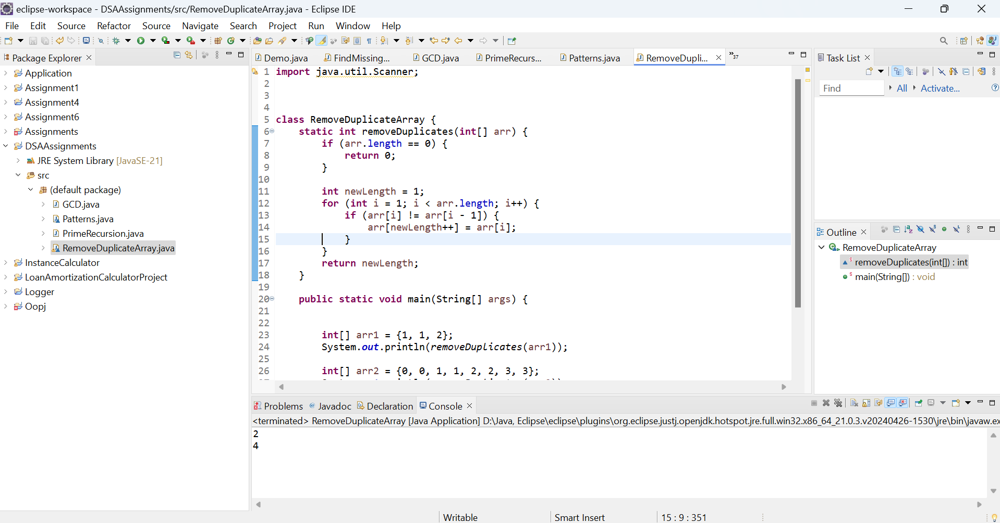 eclipse-workspace - DSAAssignments/src/RemoveDuplicateArray.java - Eclipse IDE
File Edit Source Refactor Source Navigate Search Project Run Window Help
Package Explorer
Application
Assignment1
Assignment4
Assignment6
Assignments
DSAAssignments
JRE System Library [JavaSE-21]
src
(default package)
GCD.java
Patterns.java
PrimeRecursion.java
RemoveDuplicateArray.java
InstanceCalculator
LoanAmortizationCalculatorProject
Logger
Oopj
Demo.java FindMissing... GCD.java PrimeRecurs... Patterns.java RemoveDupli... »37
1 import java.util.Scanner;
2
3
4
5 class RemoveDuplicateArray {
6 static int removeDuplicates(int[] arr) {
7 if (arr.length == 0) {
8 return 0;
9 }
10
11 int newLength = 1;
12 for (int i = 1; i < arr.length; i++) {
13 if (arr[i] != arr[i - 1]) {
14 arr[newLength++] = arr[i];
15 }
16 }
17 return newLength;
18 }
19
20 public static void main(String[] args) {
21
22
23 int[] arr1 = {1, 1, 2};
24 System.out.println(removeDuplicates(arr1));
25
26 int[] arr2 = {0, 0, 1, 1, 2, 2, 3, 3};
Task List
Find All Activate...
Outline
RemoveDuplicateArray
removeDuplicates(int[]) : int
main(String[]) : void
Problems Javadoc Declaration Console
<terminated> RemoveDuplicateArray [Java Application] D:\Java, Eclipse\eclipse\plugins\org.eclipse.justj.openjdk.hotspot.jre.full.win32.x86_64_21.0.3.v20240426-1530\jre\bin\javaw.ex
2
4
Writable Smart Insert 15 : 9 : 351